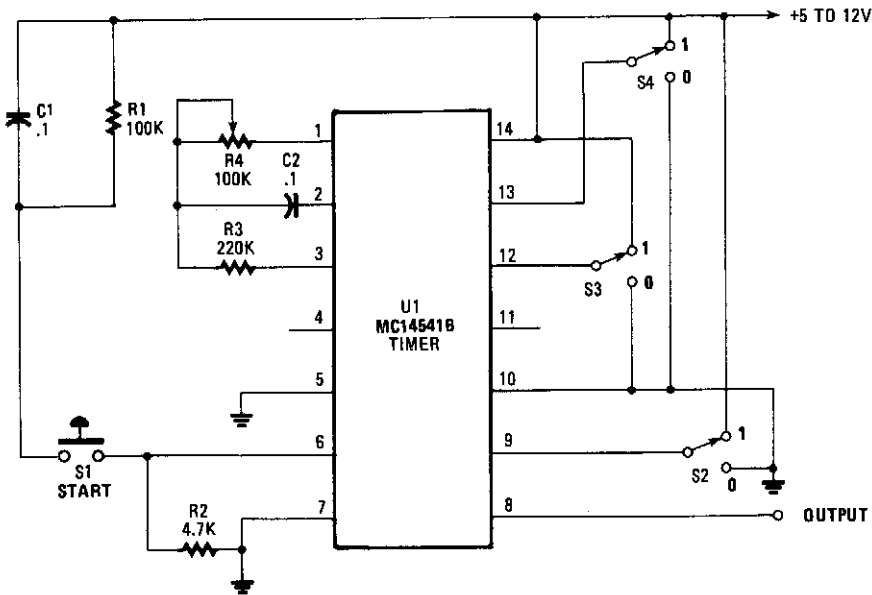 +5 TO 12V
C1
.1
R1
100K
R4
100K
C2
.1
R3
220K
1
2
3
4
5
6
7
U1
MC14541B
TIMER
14
13
12
11
10
9
8
S4
1
0
S3
1
0
S2
1
0
S1
START
R2
4.7K
OUTPUT